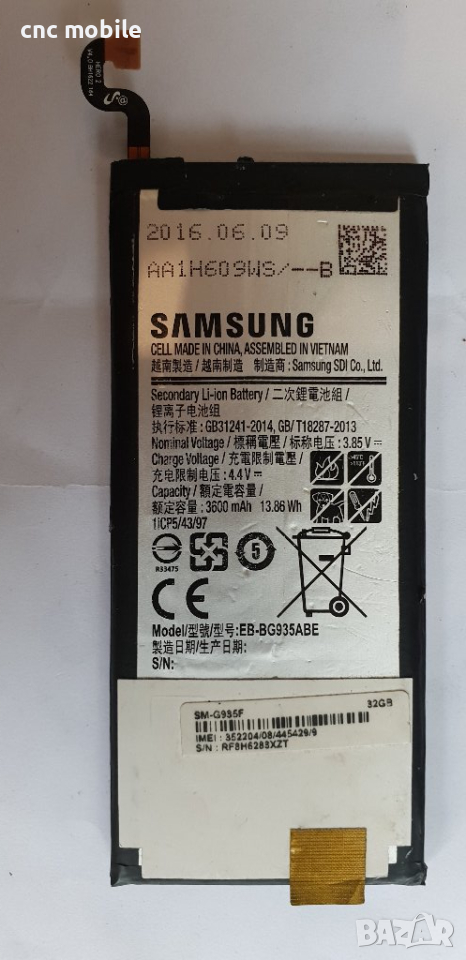 cnc mobile
HERO 2
2016.06.09
AA1H609WS/--B
SAMSUNG
CELL MADE IN CHINA, ASSEMBLED IN VIETNAM
越南製造 / 越南制造 製造商 : Samsung SDI Co., Ltd.
Secondary Li-ion Battery / 二次鋰電池組 /
锂离子电池组
执行标准 : GB31241-2014, GB/T18287-2013
Nominal Voltage / 標稱電壓 / 标称电压 : 3.85 V⎓
Charge Voltage / 充電限制電壓 /
充电限制电压 : 4.4 V⎓
Capacity / 額定電容量 /
额定容量 : 3600 mAh 13.86 Wh
1ICP5/43/97
R33475
5
CE
Model/型號/型号:EB-BG935ABE
製造日期/生产日期:
S/N:
SM-G935F 32GB
IMEI : 352204/08/445429/9
S/N : RF8H6283XZT
BAZAR